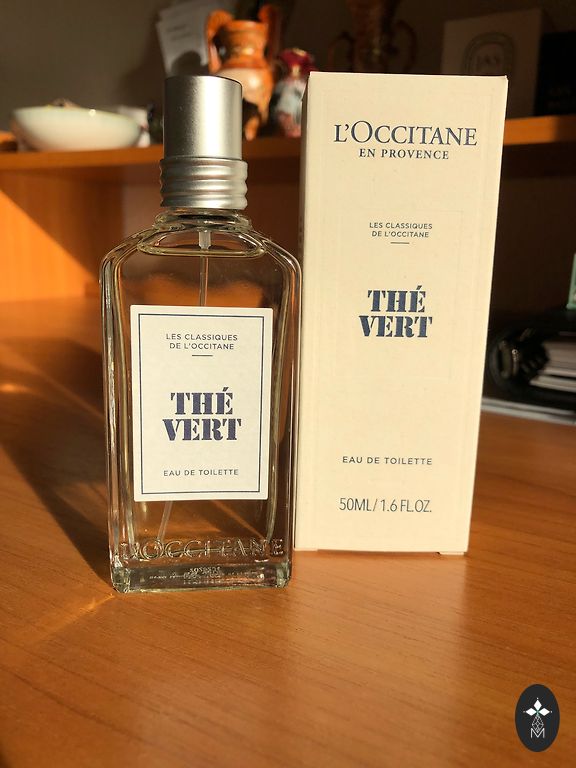 LES CLASSIQUES
DE L'OCCITANE
THÉ
VERT
EAU DE TOILETTE
L'OCCITANE
L'OCCITANE
EN PROVENCE
LES CLASSIQUES
DE L'OCCITANE
THÉ
VERT
EAU DE TOILETTE
50ML/1.6 FL.OZ.
M